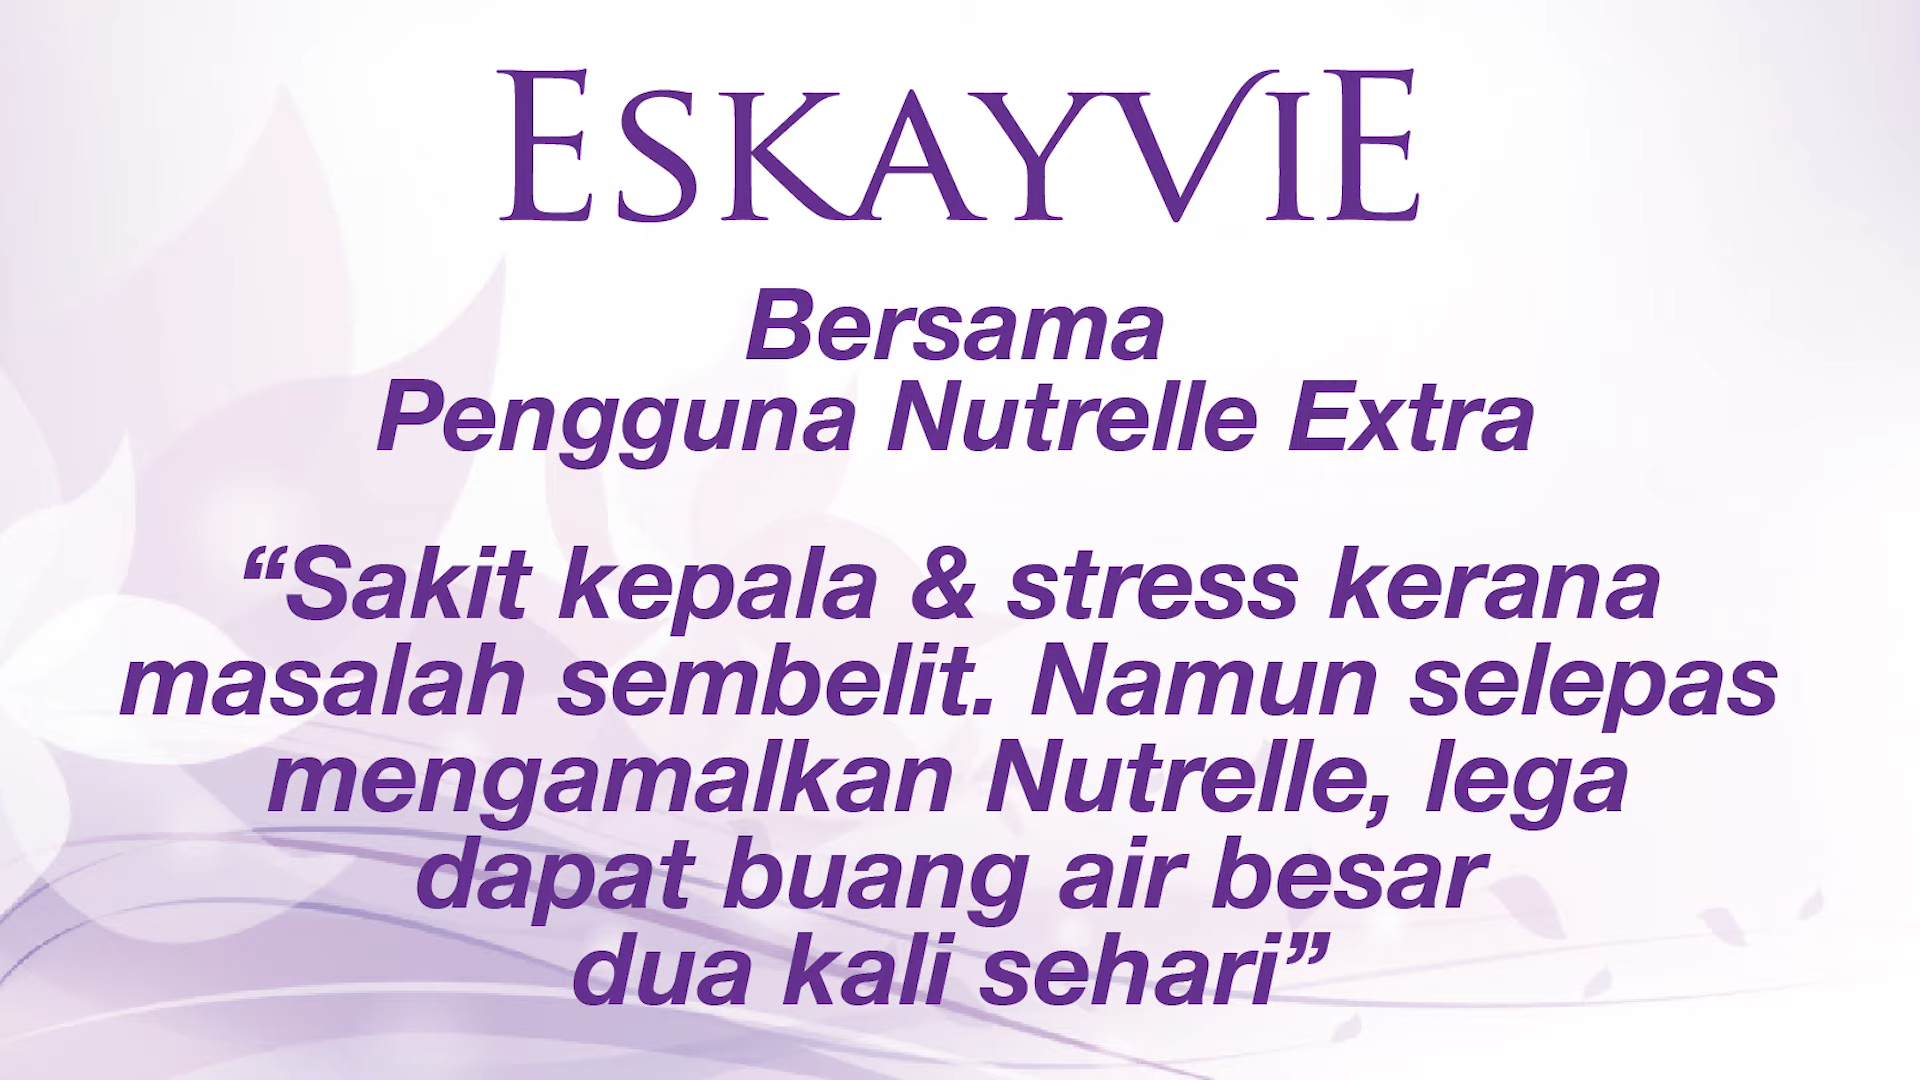 ESKAYVIE
Bersama
Pengguna Nutrelle Extra
“Sakit kepala & stress kerana
masalah sembelit. Namun selepas
mengamalkan Nutrelle, lega
dapat buang air besar
dua kali sehari”